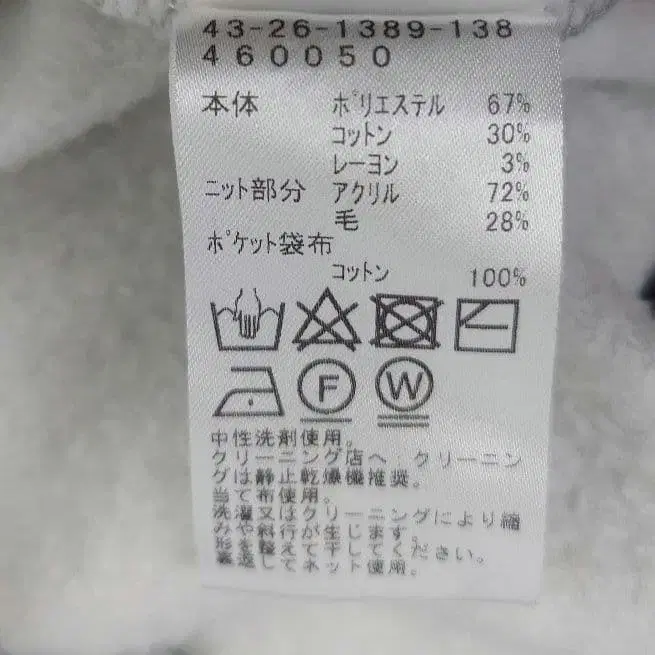 43-26-1389-138
460050
本体 ポリエステル 67%
コットン 30%
レーヨン 3%
ニット部分 アクリル 72%
毛 28%
ポケット袋布
コットン 100%
F W
中性洗剤使用。
クリーニング店へ:クリーニン
グは静止乾燥機推奨。
当て布使用。
洗濯又はクリーニングにより縮
みや斜行が生じます。
形を整えて干してください。
裏返してネット使用。